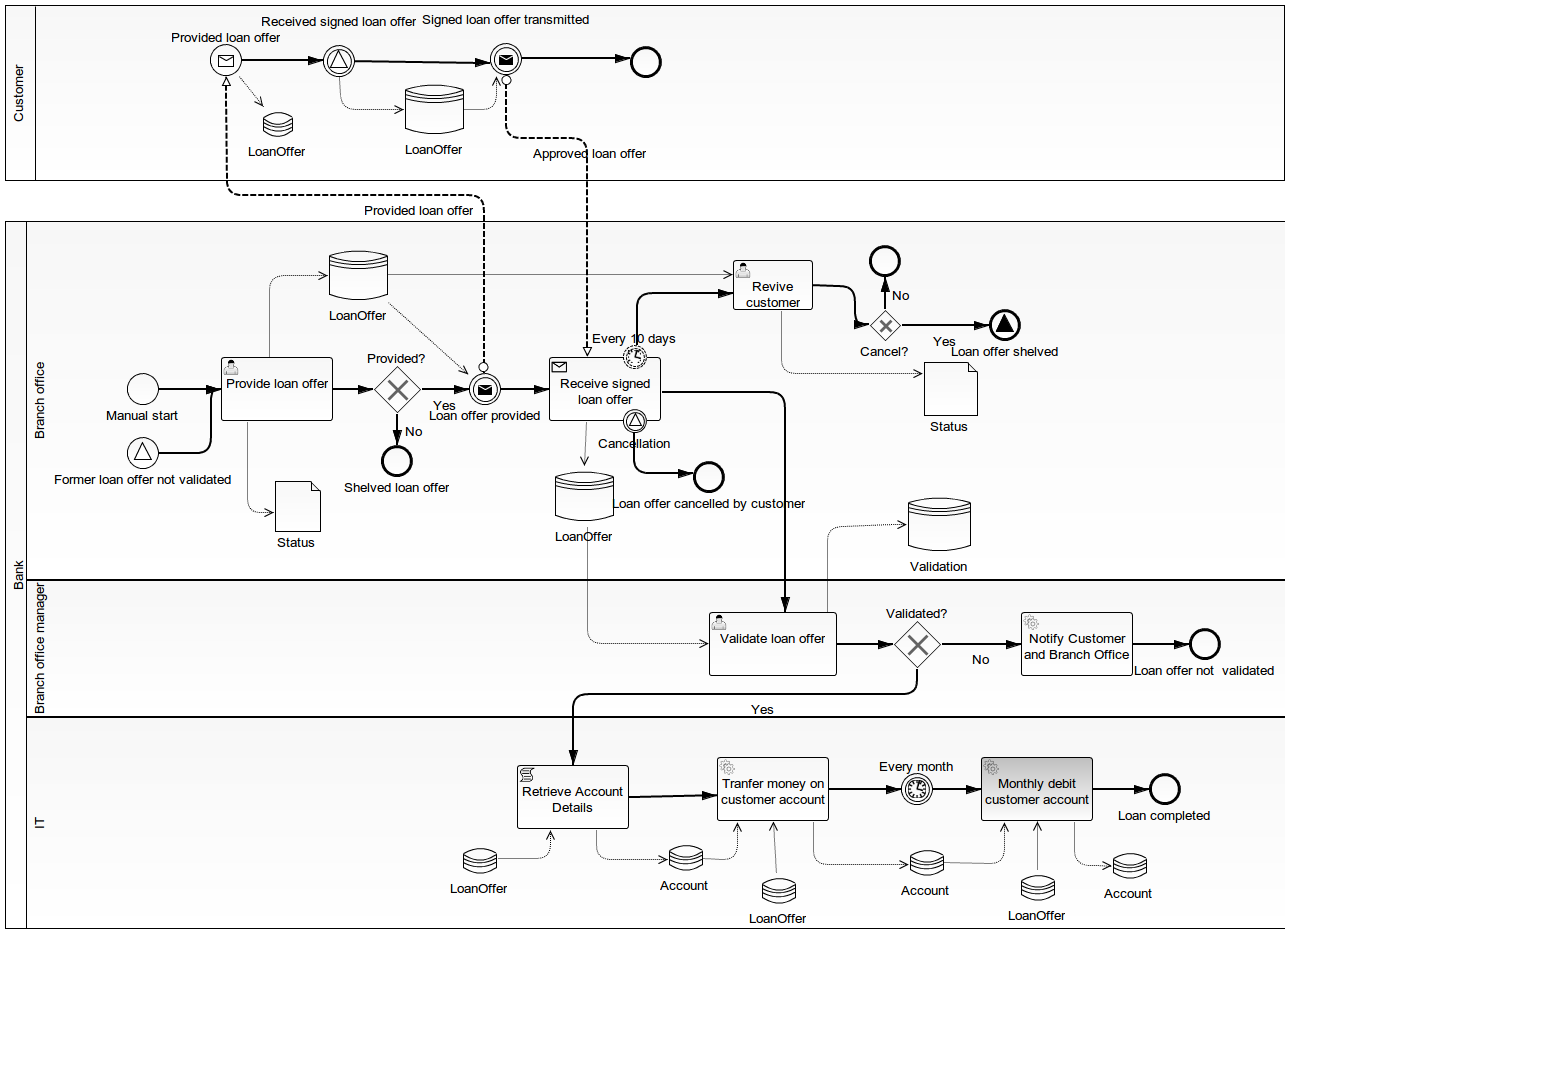 Customer
Received signed loan offer
Signed loan offer transmitted
Provided loan offer
LoanOffer
LoanOffer
Approved loan offer
Provided loan offer
Bank
Branch office
LoanOffer
Revive
customer
No
Yes
Cancel?
Loan offer shelved
Every 10 days
Provided?
Provide loan offer
Receive signed
loan offer
Manual start
Yes
Loan offer provided
No
Status
Cancellation
Former loan offer not validated
Shelved loan offer
Loan offer cancelled by customer
Status
LoanOffer
Validation
Branch office manager
Validated?
Validate loan offer
Notify Customer
and Branch Office
No
Loan offer not  validated
Yes
IT
Every month
Retrieve Account
Details
Tranfer money on
customer account
Monthly debit
customer account
Loan completed
LoanOffer
Account
Account
Account
LoanOffer
LoanOffer